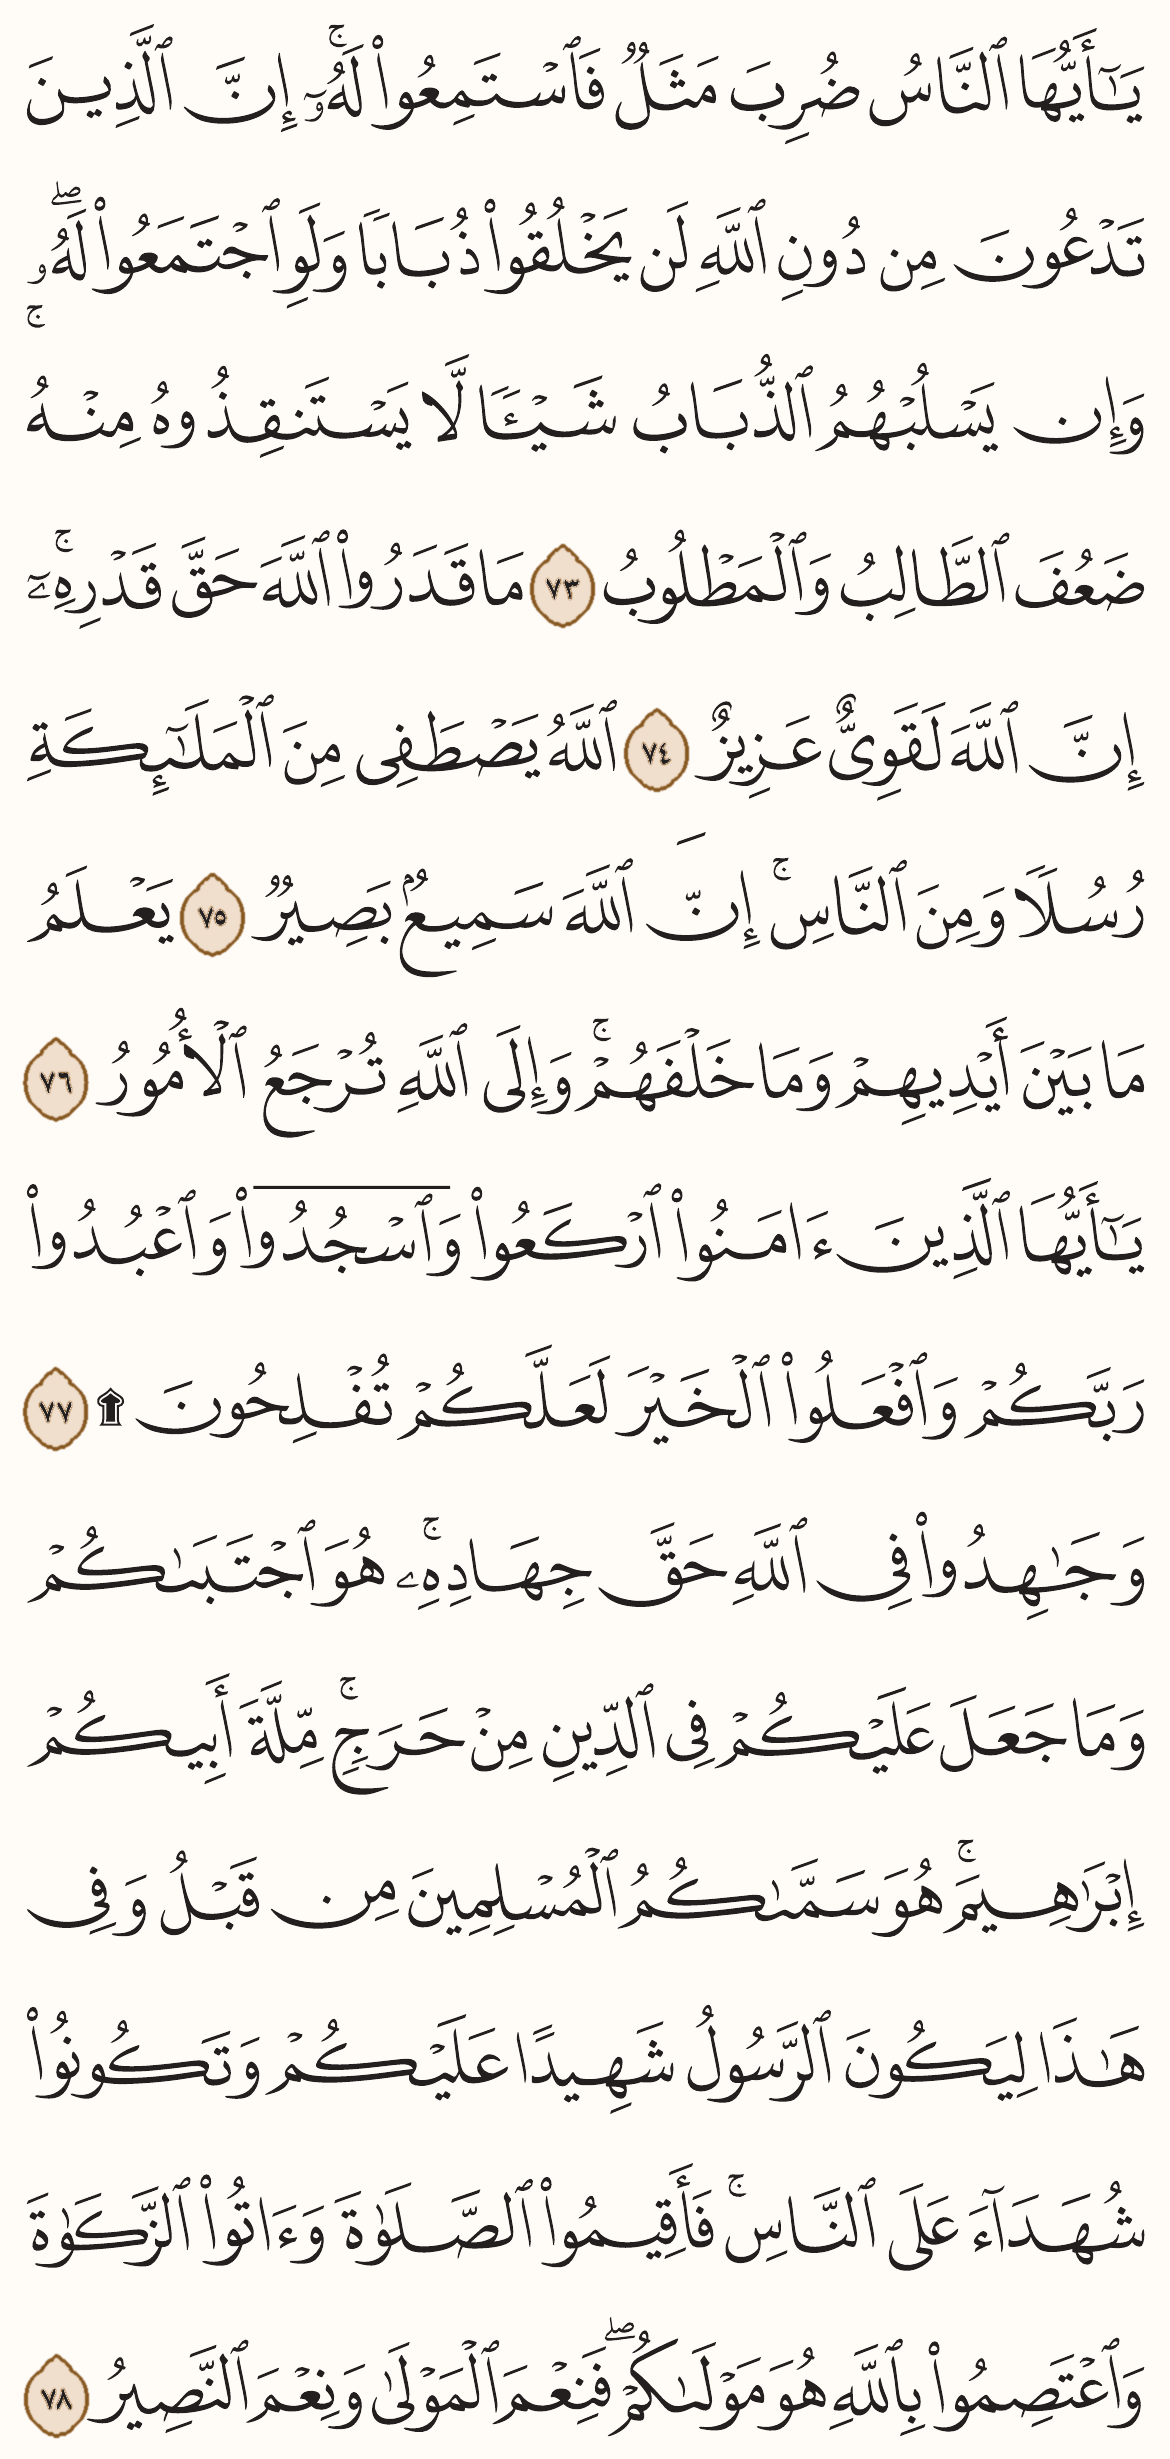 يَٰٓأَيُّهَا ٱلنَّاسُ ضُرِبَ مَثَلٌۭ فَٱسْتَمِعُوا۟ لَهُۥٓ ۚ إِنَّ ٱلَّذِينَ
تَدْعُونَ مِن دُونِ ٱللَّهِ لَن يَخْلُقُوا۟ ذُبَابًۭا وَلَوِ ٱجْتَمَعُوا۟ لَهُۥ ۖ
وَإِن يَسْلُبْهُمُ ٱلذُّبَابُ شَيْـًۭٔا لَّا يَسْتَنقِذُوهُ مِنْهُ ۚ
ضَعُفَ ٱلطَّالِبُ وَٱلْمَطْلُوبُ ٧٣ مَا قَدَرُوا۟ ٱللَّهَ حَقَّ قَدْرِهِۦٓ ۚ
إِنَّ ٱللَّهَ لَقَوِىٌّ عَزِيزٌ ٧٤ ٱللَّهُ يَصْطَفِى مِنَ ٱلْمَلَٰٓئِكَةِ
رُسُلًۭا وَمِنَ ٱلنَّاسِ ۚ إِنَّ ٱللَّهَ سَمِيعٌۢ بَصِيرٌۭ ٧٥ يَعْلَمُ
مَا بَيْنَ أَيْدِيهِمْ وَمَا خَلْفَهُمْ ۚ وَإِلَى ٱللَّهِ تُرْجَعُ ٱلْأُمُورُ ٧٦
يَٰٓأَيُّهَا ٱلَّذِينَ ءَامَنُوا۟ ٱرْكَعُوا۟ وَٱسْجُدُوا۟ وَٱعْبُدُوا۟
رَبَّكُمْ وَٱفْعَلُوا۟ ٱلْخَيْرَ لَعَلَّكُمْ تُفْلِحُونَ ۩ ٧٧
وَجَٰهِدُوا۟ فِى ٱللَّهِ حَقَّ جِهَادِهِۦ ۚ هُوَ ٱجْتَبَىٰكُمْ
وَمَا جَعَلَ عَلَيْكُمْ فِى ٱلدِّينِ مِنْ حَرَجٍۢ ۚ مِّلَّةَ أَبِيكُمْ
إِبْرَٰهِيمَ ۚ هُوَ سَمَّىٰكُمُ ٱلْمُسْلِمِينَ مِن قَبْلُ وَفِى
هَٰذَا لِيَكُونَ ٱلرَّسُولُ شَهِيدًا عَلَيْكُمْ وَتَكُونُوا۟
شُهَدَآءَ عَلَى ٱلنَّاسِ ۚ فَأَقِيمُوا۟ ٱلصَّلَوٰةَ وَءَاتُوا۟ ٱلزَّكَوٰةَ
وَٱعْتَصِمُوا۟ بِٱللَّهِ هُوَ مَوْلَىٰكُمْ ۖ فَنِعْمَ ٱلْمَوْلَىٰ وَنِعْمَ ٱلنَّصِيرُ ٧٨